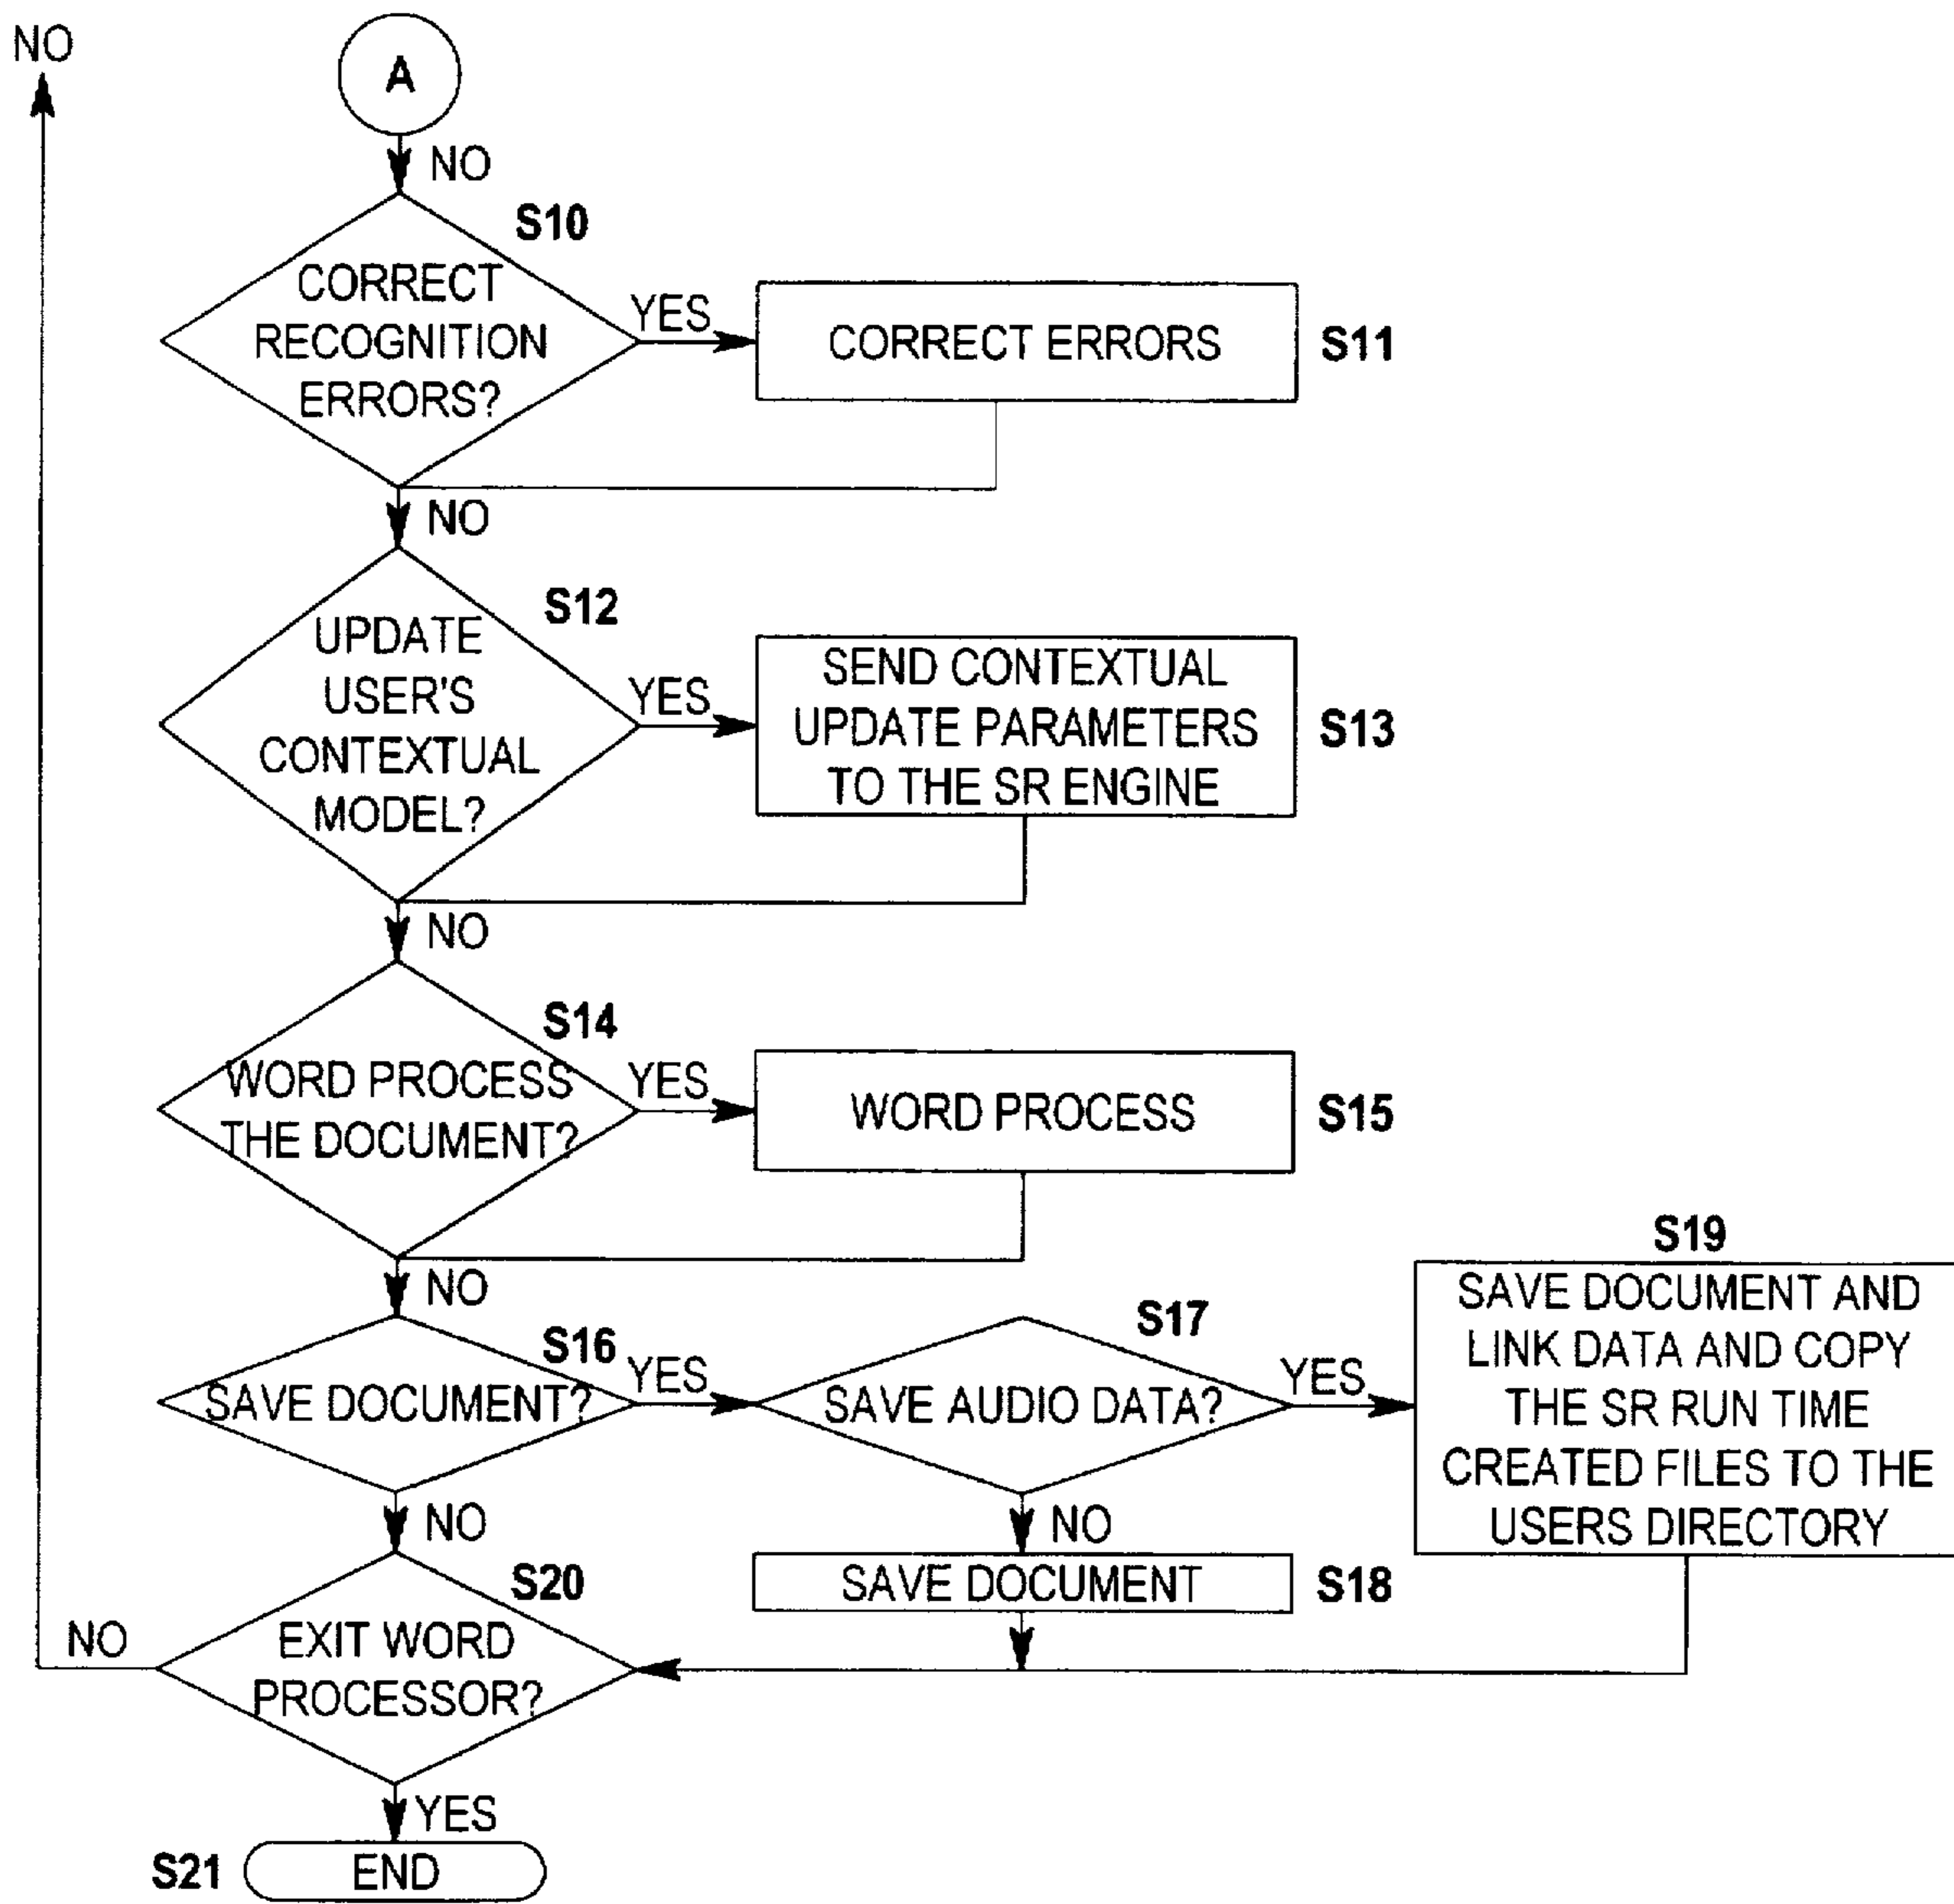 NO
A
NO
S10
CORRECT
RECOGNITION
ERRORS?
YES
CORRECT ERRORS
S11
NO
S12
UPDATE
USER'S
CONTEXTUAL
MODEL?
YES
SEND CONTEXTUAL
UPDATE PARAMETERS
TO THE SR ENGINE
S13
NO
S14
WORD PROCESS
THE DOCUMENT?
YES
WORD PROCESS
S15
NO
S16
SAVE DOCUMENT?
YES
S17
SAVE AUDIO DATA?
YES
S19
SAVE DOCUMENT AND
LINK DATA AND COPY
THE SR RUN TIME
CREATED FILES TO THE
USERS DIRECTORY
NO
NO
SAVE DOCUMENT
S18
S20
EXIT WORD
PROCESSOR?
NO
YES
S21
END